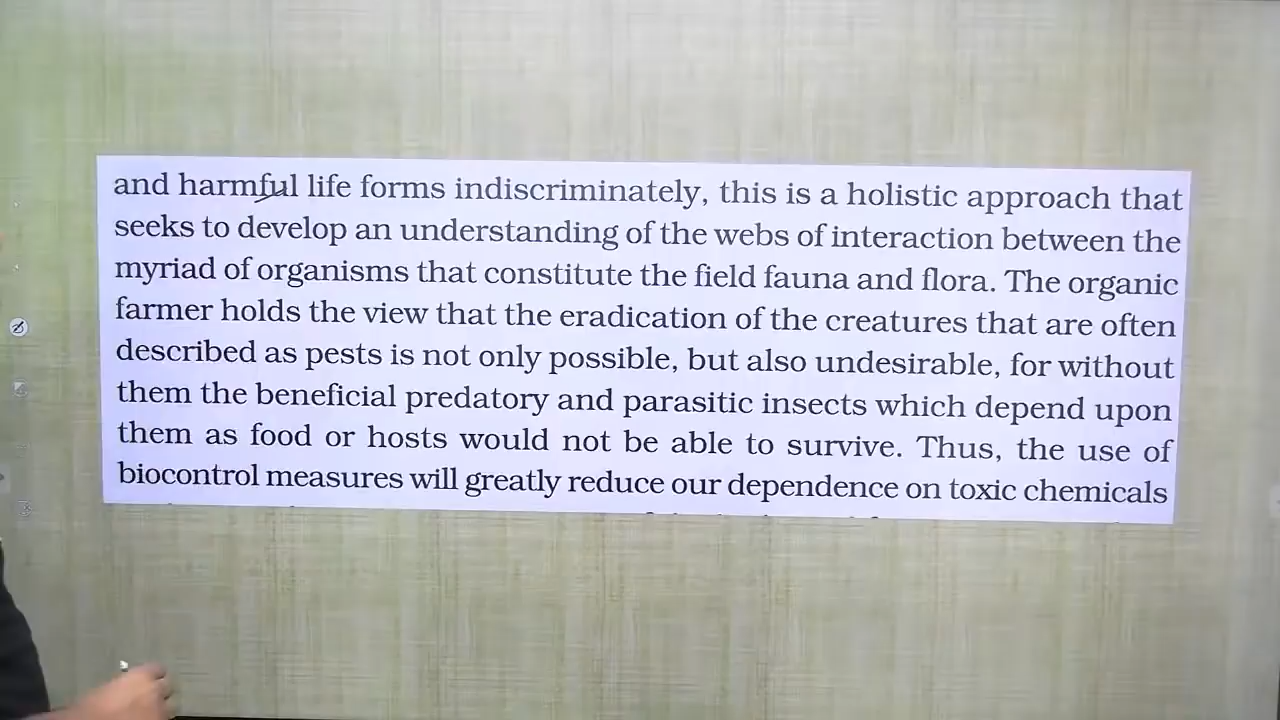 and harmful life forms indiscriminately, this is a holistic approach that
seeks to develop an understanding of the webs of interaction between the
myriad of organisms that constitute the field fauna and flora. The organic
farmer holds the view that the eradication of the creatures that are often
described as pests is not only possible, but also undesirable, for without
them the beneficial predatory and parasitic insects which depend upon
them as food or hosts would not be able to survive. Thus, the use of
biocontrol measures will greatly reduce our dependence on toxic chemicals